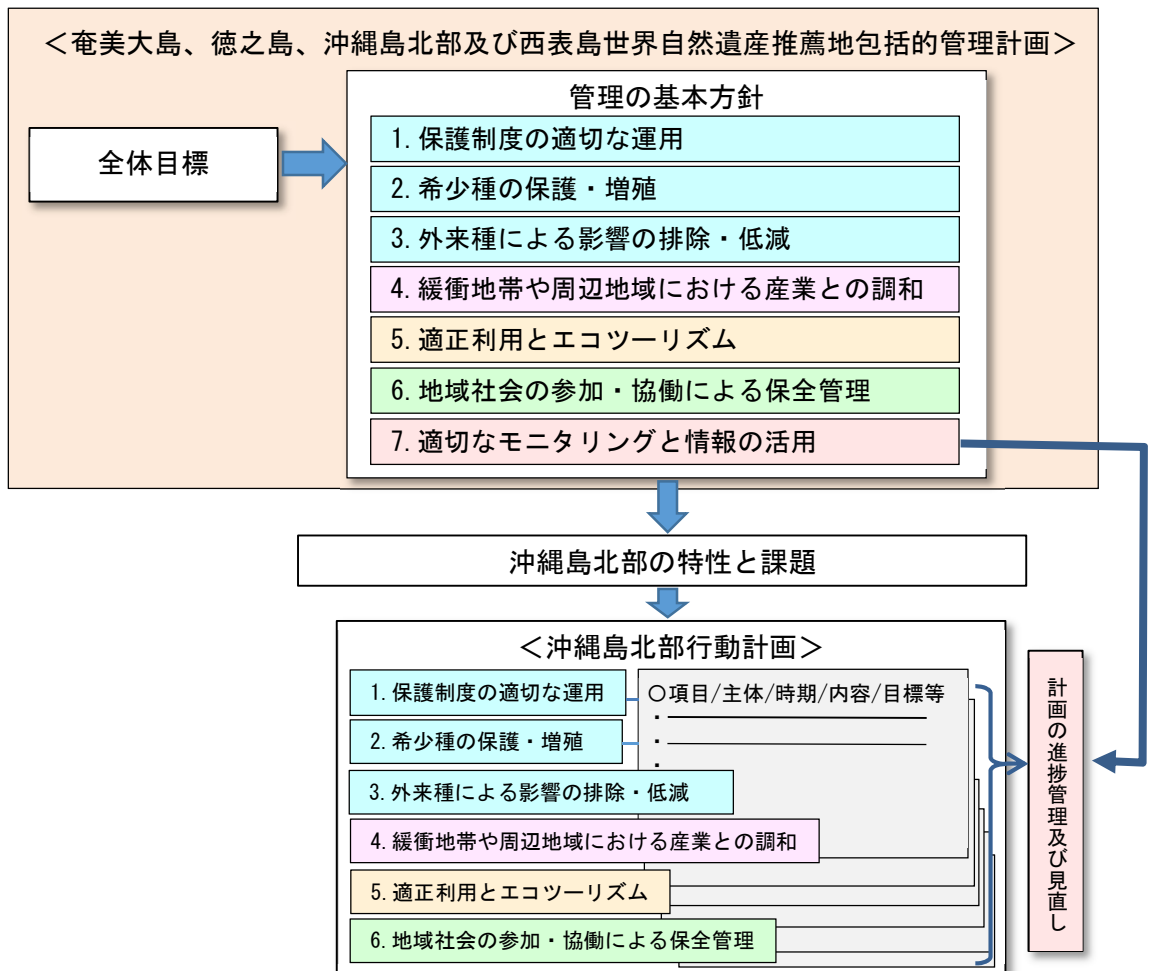 ＜奄美大島、徳之島、沖縄島北部及び西表島世界自然遺産推薦地包括的管理計画＞
管理の基本方針
全体目標
1. 保護制度の適切な運用
2. 希少種の保護・増殖
3. 外来種による影響の排除・低減
4. 緩衝地帯や周辺地域における産業との調和
5. 適正利用とエコツーリズム
6. 地域社会の参加・協働による保全管理
7. 適切なモニタリングと情報の活用
沖縄島北部の特性と課題
＜沖縄島北部行動計画＞
1. 保護制度の適切な運用
○項目/主体/時期/内容/目標等
・
2. 希少種の保護・増殖
・
・
3. 外来種による影響の排除・低減
4. 緩衝地帯や周辺地域における産業との調和
5. 適正利用とエコツーリズム
6. 地域社会の参加・協働による保全管理
計画の進捗管理及び見直し